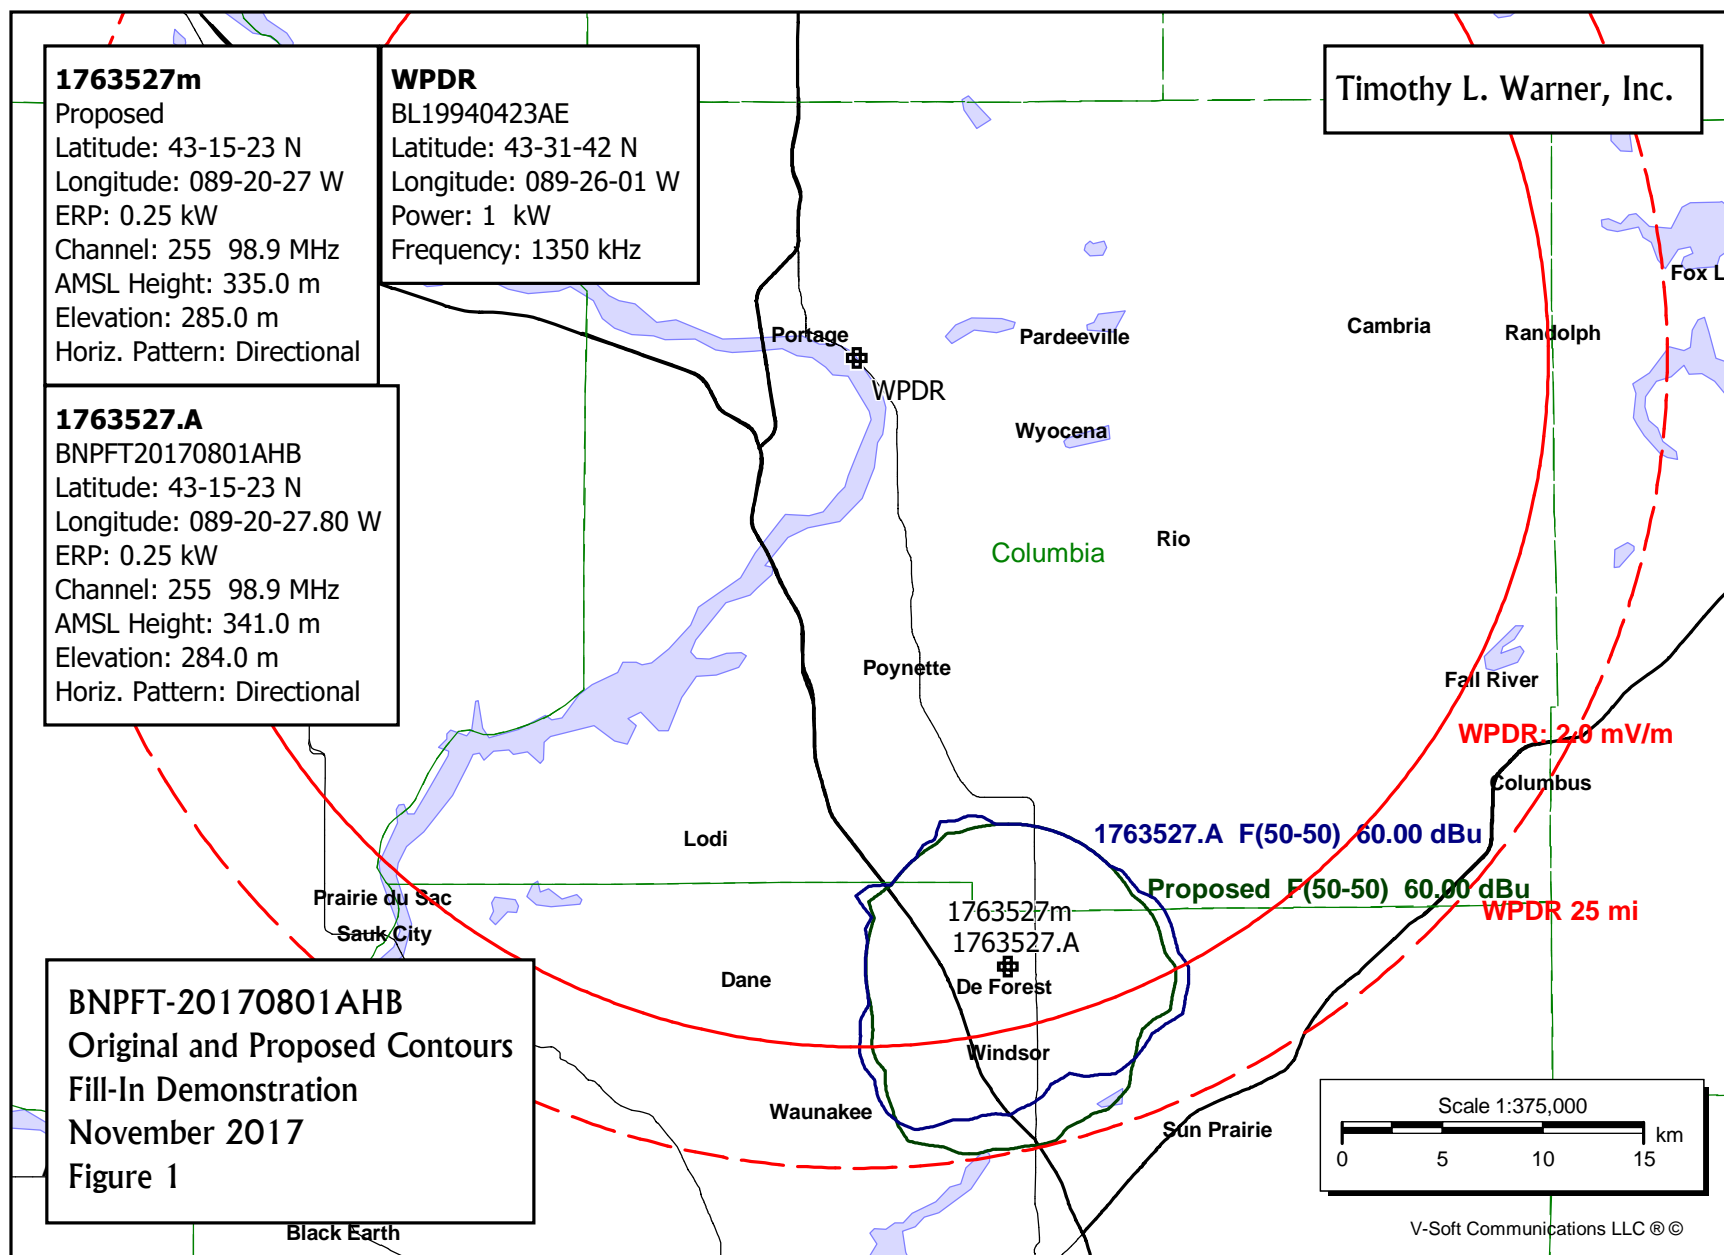 1763527m
Proposed
Latitude: 43-15-23 N
Longitude: 089-20-27 W
ERP: 0.25 kW
Channel: 255 98.9 MHz
AMSL Height: 335.0 m
Elevation: 285.0 m
Horiz. Pattern: Directional
WPDR
BL19940423AE
Latitude: 43-31-42 N
Longitude: 089-26-01 W
Power: 1 kW
Frequency: 1350 kHz
Timothy L. Warner, Inc.
1763527.A
BNPFT20170801AHB
Latitude: 43-15-23 N
Longitude: 089-20-27.80 W
ERP: 0.25 kW
Channel: 255 98.9 MHz
AMSL Height: 341.0 m
Elevation: 284.0 m
Horiz. Pattern: Directional
Fox L
Portage
Pardeeville
Cambria
Randolph
WPDR
Wyocena
Rio
Columbia
Poynette
Fall River
WPDR: 2.0 mV/m
Columbus
Lodi
1763527.A F(50-50) 60.00 dBu
Proposed F(50-50) 60.00 dBu
WPDR 25 mi
Prairie du Sac
Sauk City
1763527m
1763527.A
De Forest
Dane
Windsor
Waunakee
Sun Prairie
Black Earth
BNPFT-20170801AHB
Original and Proposed Contours
Fill-In Demonstration
November 2017
Figure 1
Scale 1:375,000
km
0 5 10 15
V-Soft Communications LLC ® ©